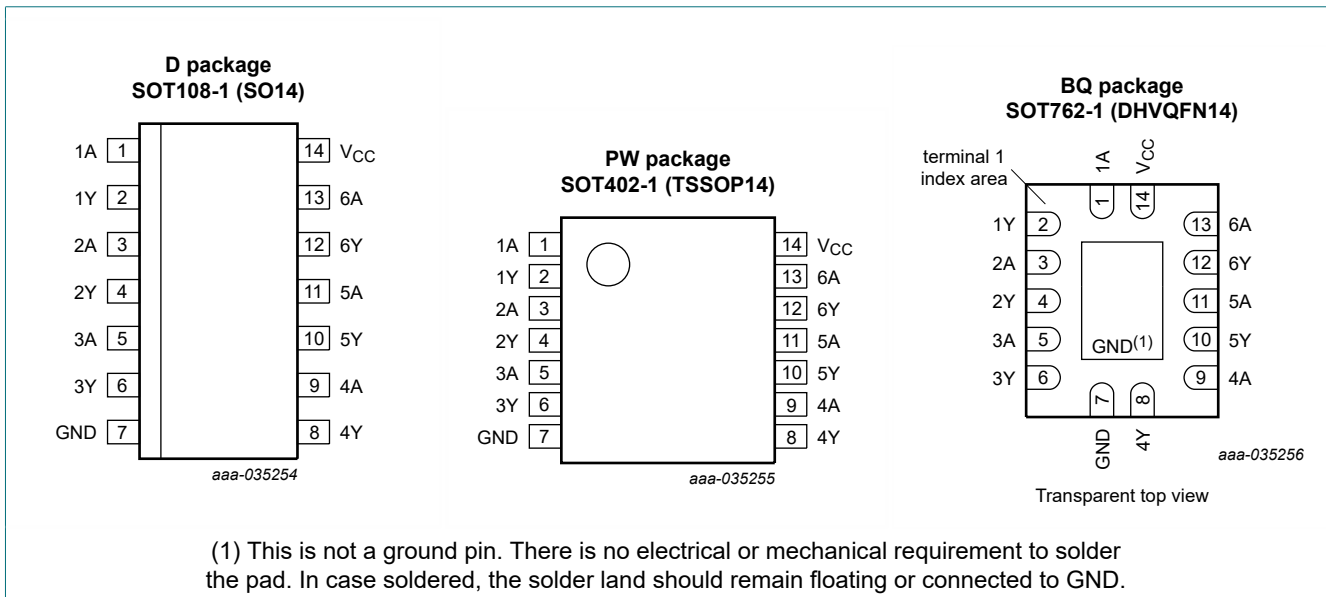 D package
SOT108-1 (SO14)
1A 1 14 VCC
1Y 2 13 6A
2A 3 12 6Y
2Y 4 11 5A
3A 5 10 5Y
3Y 6 9 4A
GND 7 8 4Y
aaa-035254
PW package
SOT402-1 (TSSOP14)
1A 1 14 VCC
1Y 2 13 6A
2A 3 12 6Y
2Y 4 11 5A
3A 5 10 5Y
3Y 6 9 4A
GND 7 8 4Y
aaa-035255
BQ package
SOT762-1 (DHVQFN14)
terminal 1
index area
1A VCC
1 14
1Y 2 13 6A
2A 3 12 6Y
2Y 4 11 5A
3A 5 10 5Y
GND(1)
3Y 6 9 4A
7 8
GND 4Y
aaa-035256
Transparent top view
(1) This is not a ground pin. There is no electrical or mechanical requirement to solder
the pad. In case soldered, the solder land should remain floating or connected to GND.